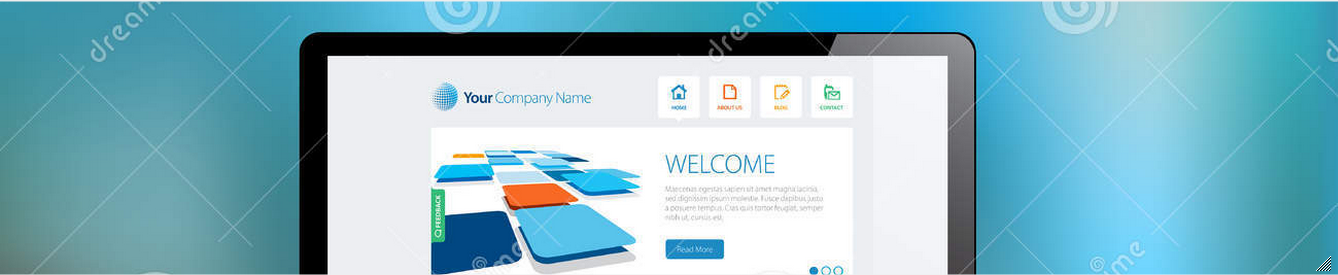 dreamstime
dream
Your Company Name
HOME
ABOUT US
BLOG
CONTACT
WELCOME
Maecenas egestas sapien sit amet magna lacinia,
sed dignissim ipsum molestie. Fusce dapibus justo
a posuere tempus. Cras quis tortor feugiat, semper
nibh ut, cursus est.
FEEDBACK
Read More
me